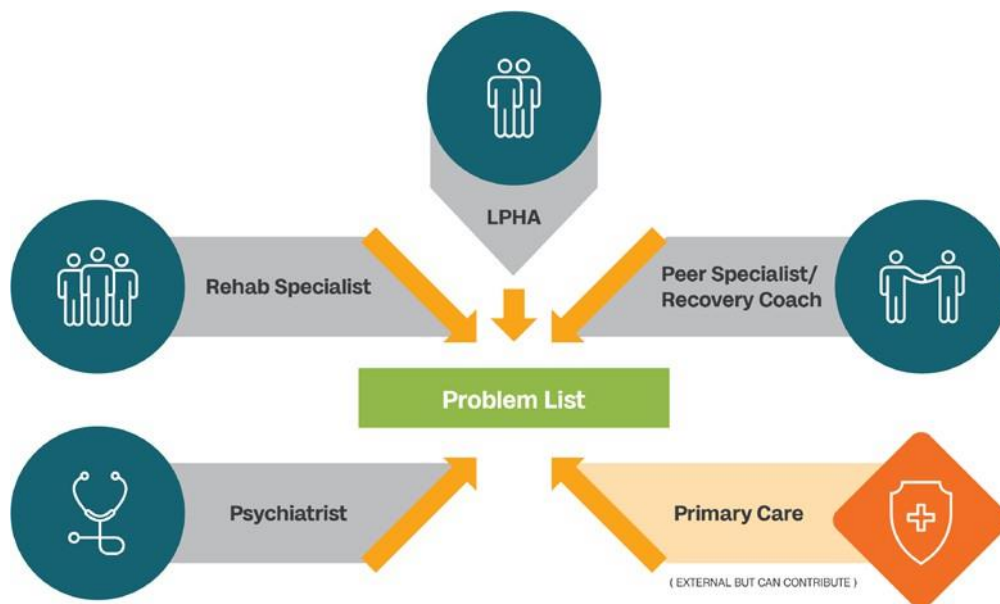 LPHA
Rehab Specialist
Peer Specialist/
Recovery Coach
Problem List
Psychiatrist
Primary Care
( EXTERNAL BUT CAN CONTRIBUTE )